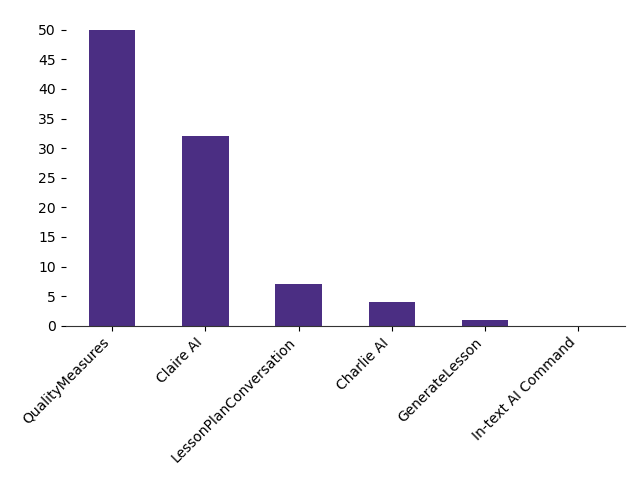 50
45
40
35
30
25
20
15
10
5
0
QualityMeasures
Claire AI
LessonPlanConversation
Charlie AI
GenerateLesson
In-text AI Command